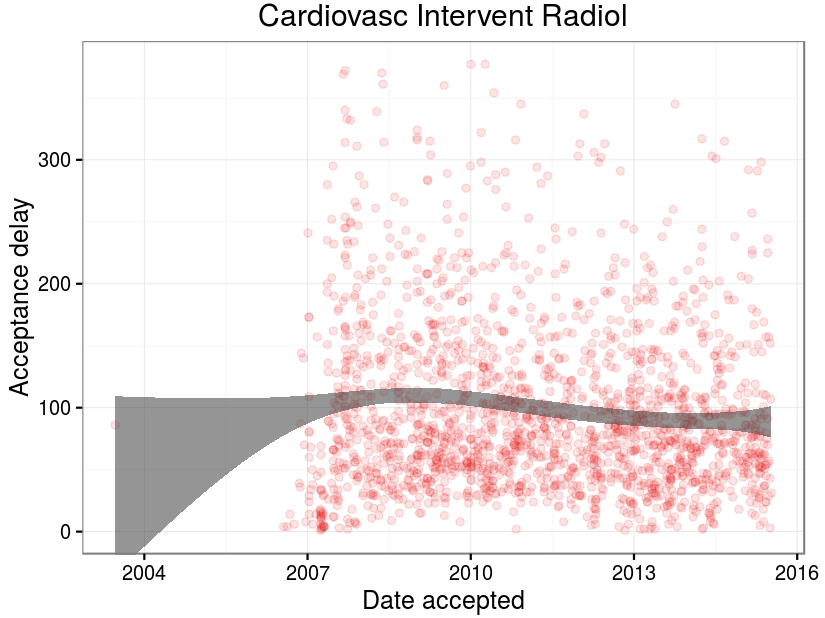 Cardiovasc Intervent Radiol
Acceptance delay
300
200
100
0
2004 2007 2010 2013 2016
Date accepted